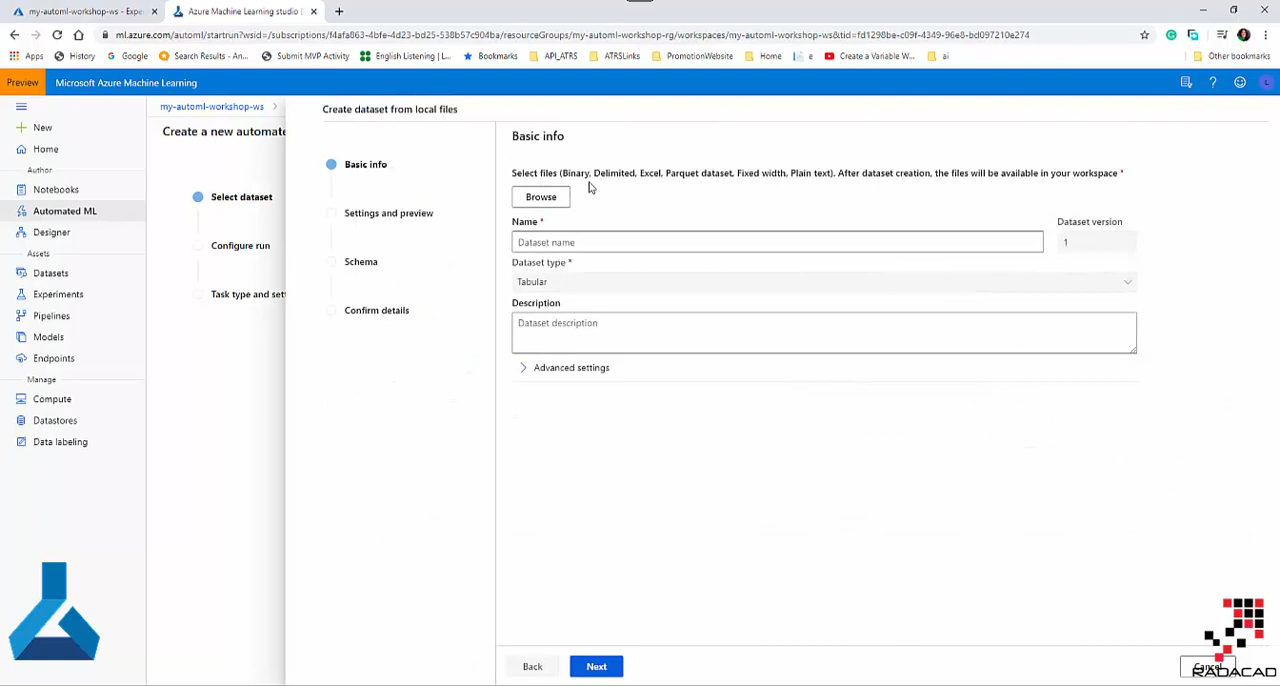 my-automl-workshop-ws - Exp
Azure Machine Learning studio (
ml.azure.com/automl/startrun?wsid=/subscriptions/f4afa863-4bfe-4d23-bd25-538b57c904ba/resourceGroups/my-automl-workshop-rg/workspaces/my-automl-workshop-ws&tid=fd1298be-c09f-4349-96e8-bd097210e274
Apps
History
Google
Search Results - An...
Submit MVP Activity
English Listening |...
Bookmarks
API_ATRS
ATRSLinks
e
PromotionWebsite
Home
Create a Variable W...
ai
Other bookmarks
Preview
Microsoft Azure Machine Learning
New
Home
Author
Notebooks
Automated ML
Designer
Assets
Datasets
Experiments
Pipelines
Models
Endpoints
Manage
Compute
Datastores
Data labeling
my-automl-workshop-ws
Create a new automate
Select dataset
Configure run
Task type and sett
Create dataset from local files
Basic info
Settings and preview
Schema
Confirm details
Basic info
Select files (Binary, Delimited, Excel, Parquet dataset, Fixed width, Plain text). After dataset creation, the files will be available in your workspace *
Browse
Name *
Dataset version
Dataset name
1
Dataset type *
Tabular
Description
Dataset description
Advanced settings
Back
Next
Cancel
RADACAD